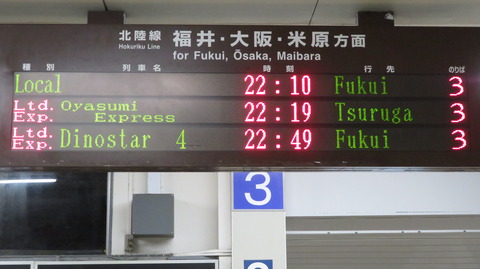 北陸線 福井・大阪・米原方面
Hokuriku Line for Fukui, Ōsaka, Maibara
種別 列車名 時刻 行先 のりば
Local 22:10 Fukui 3
Ltd. Exp. Oyasumi Express 22:19 Tsuruga 3
Ltd. Exp. Dinostar 4 22:49 Fukui 3
3